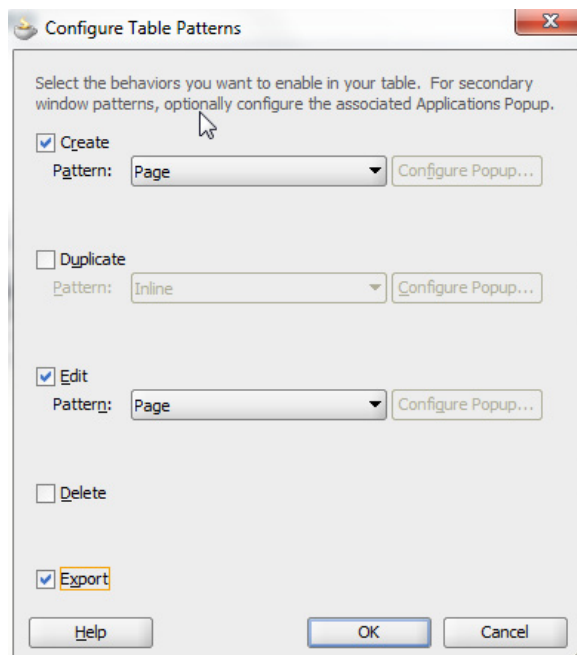 Configure Table Patterns
Select the behaviors you want to enable in your table. For secondary
window patterns, optionally configure the associated Applications Popup.
Create
Pattern: Page Configure Popup...
Duplicate
Pattern: Inline Configure Popup...
Edit
Pattern: Page Configure Popup...
Delete
Export
Help OK Cancel